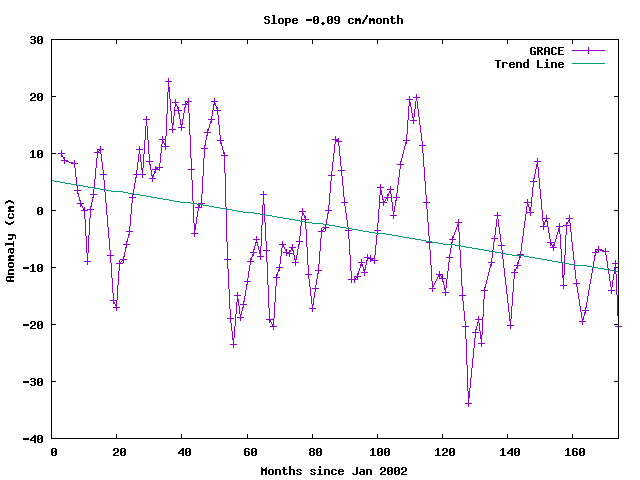 Slope -0.09 cm/month
30
20
10
0
-10
-20
-30
-40
Anomaly (cm)
GRACE
Trend Line
0 20 40 60 80 100 120 140 160
Months since Jan 2002